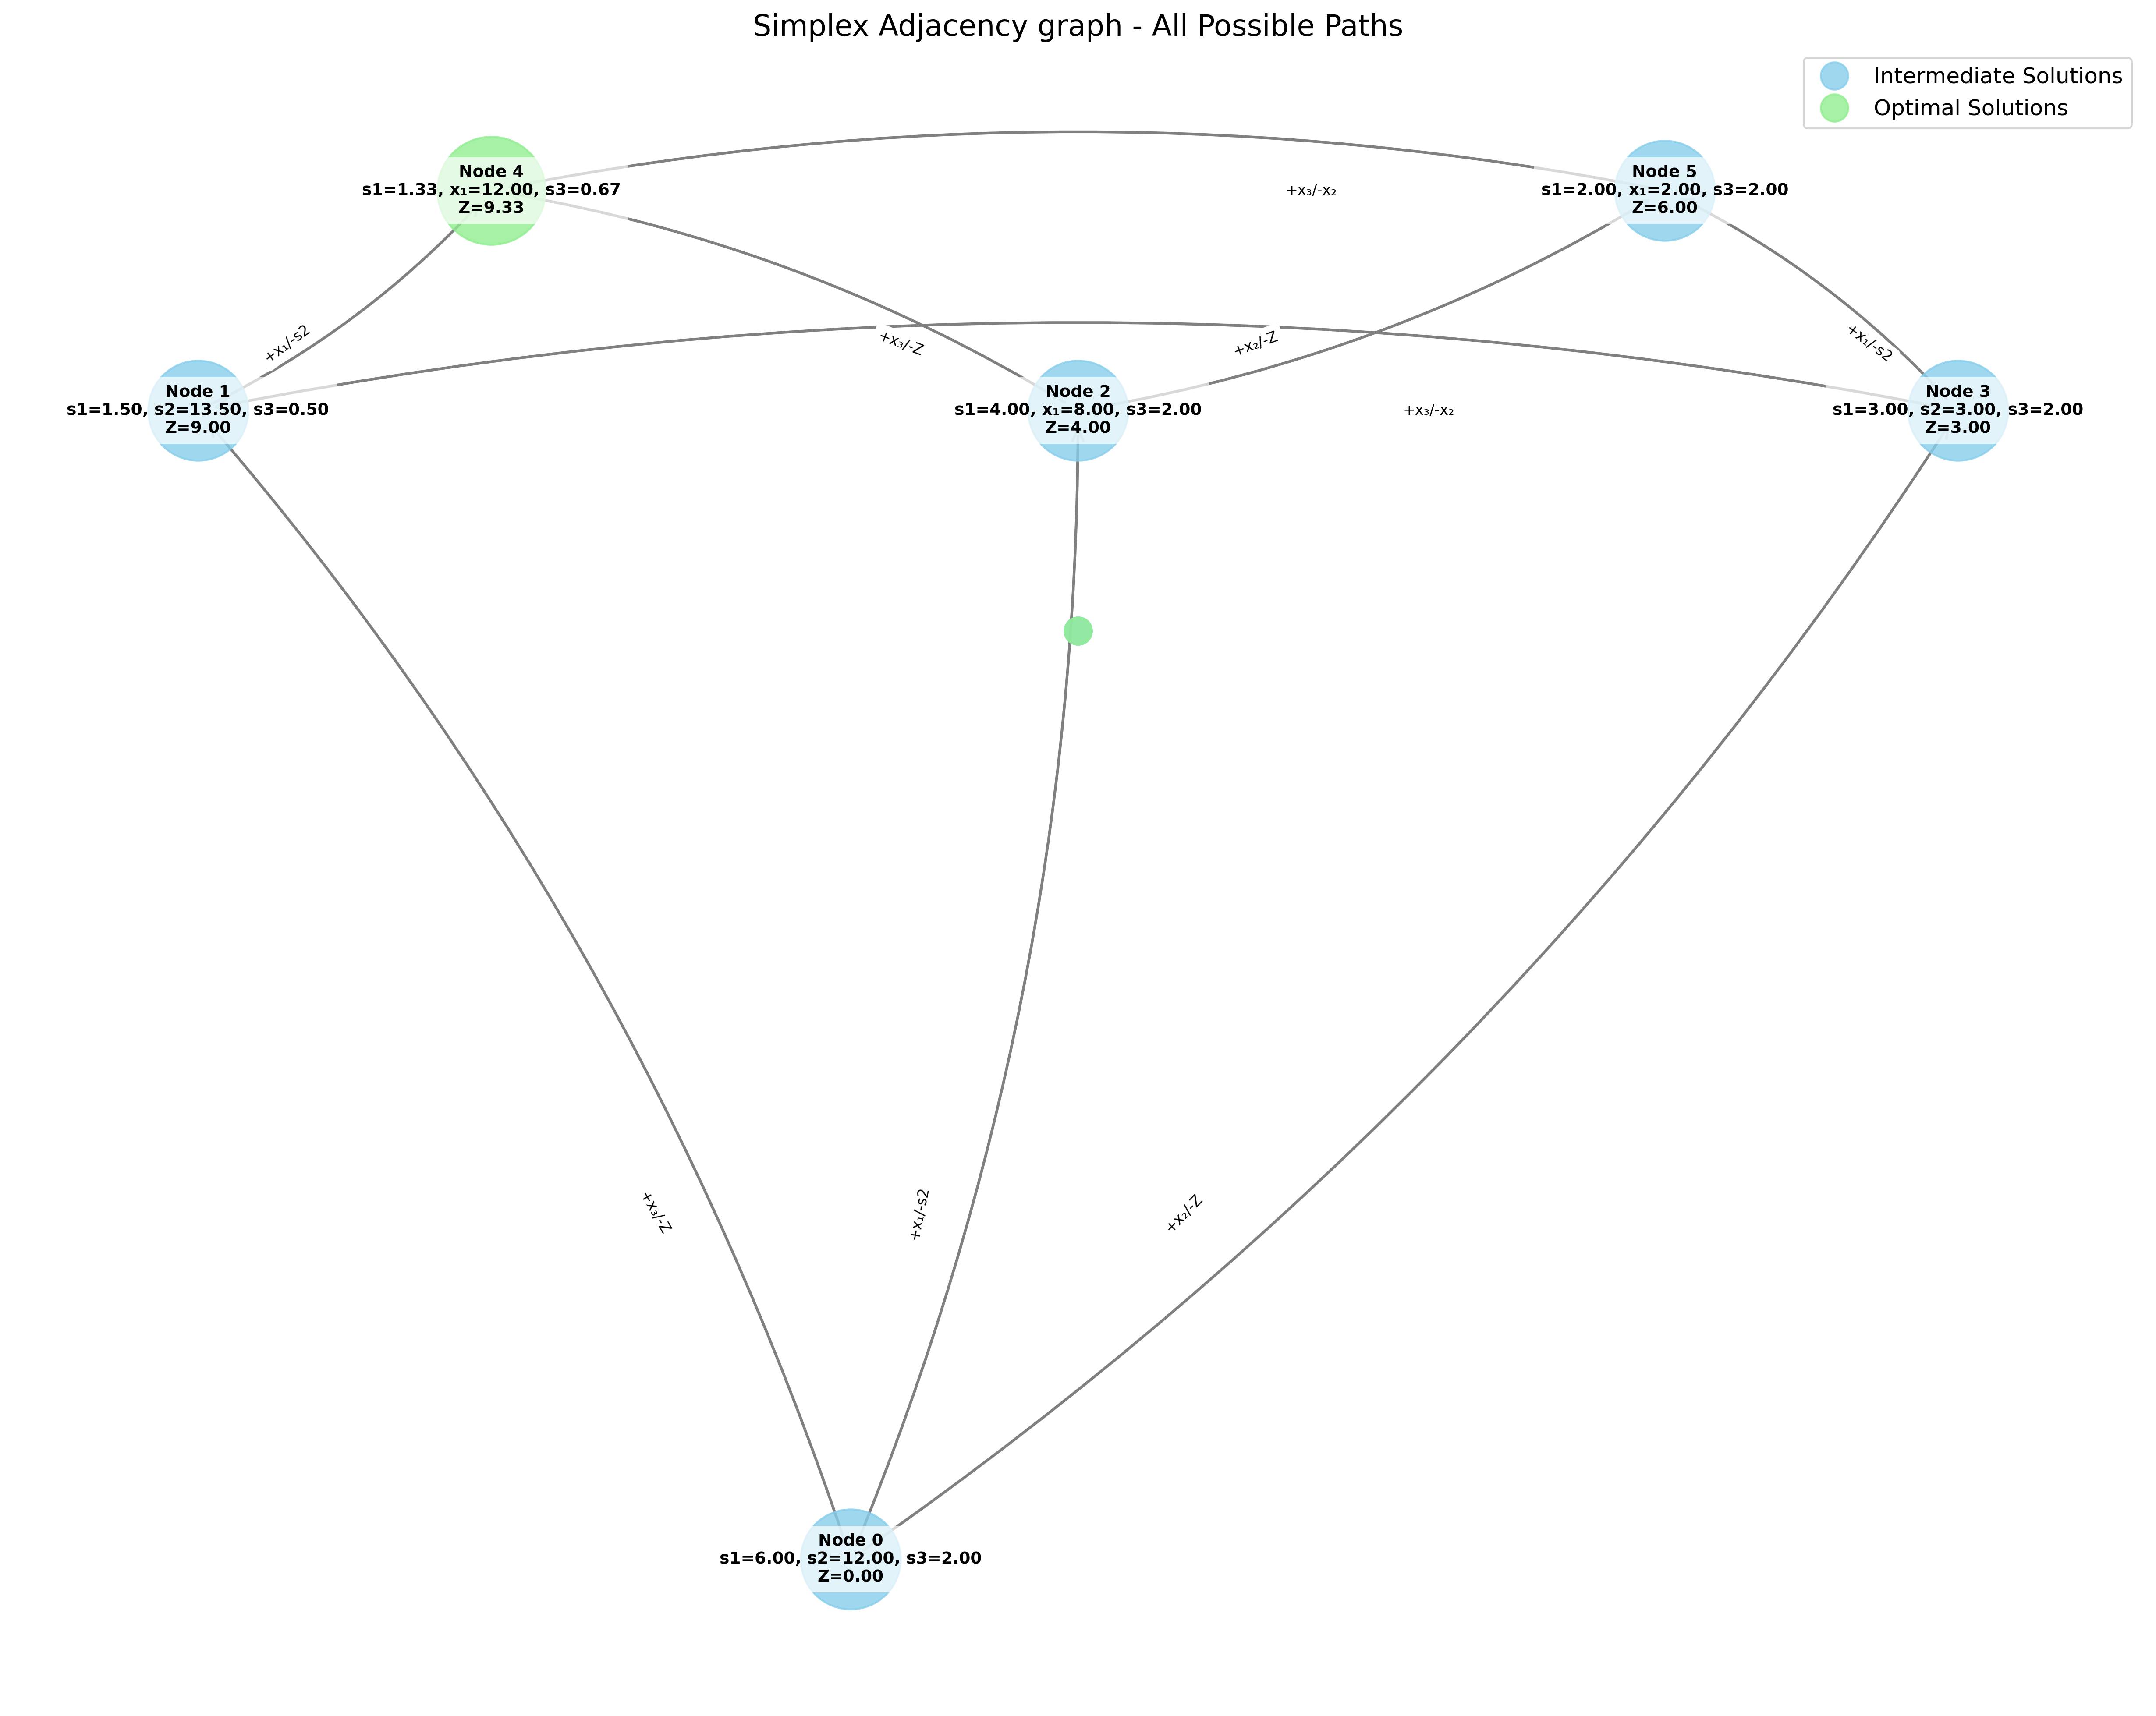 Simplex Adjacency graph - All Possible Paths
Intermediate Solutions
Optimal Solutions
Node 4
s1=1.33, x₁=12.00, s3=0.67
Z=9.33
+x₃/-x₂
Node 5
s1=2.00, x₁=2.00, s3=2.00
Z=6.00
+x₁/-s2
+x₃/-Z
+x₂/-Z
+x₁/-s2
Node 1
s1=1.50, s2=13.50, s3=0.50
Z=9.00
Node 2
s1=4.00, x₁=8.00, s3=2.00
Z=4.00
+x₃/-x₂
Node 3
s1=3.00, s2=3.00, s3=2.00
Z=3.00
+x₃/-Z
+x₁/-s2
+x₂/-Z
Node 0
s1=6.00, s2=12.00, s3=2.00
Z=0.00